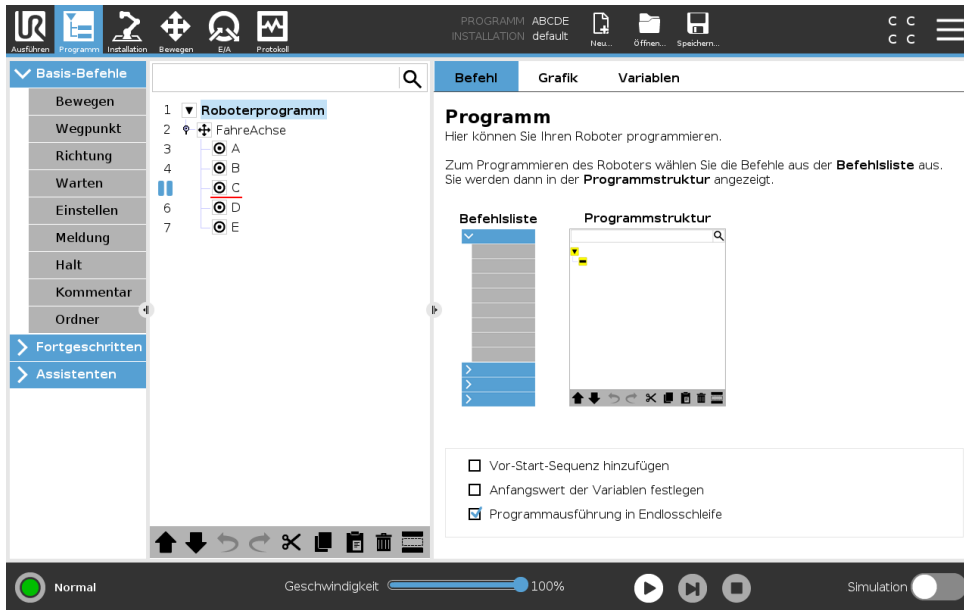 UR
PROGRAMM ABCDE
INSTALLATION default
C C
C C
Ausführen Programm Installation Bewegen E/A Protokoll Neu... Öffnen... Speichern...
Basis-Befehle
Bewegen
Wegpunkt
Richtung
Warten
Einstellen
Meldung
Halt
Kommentar
Ordner
Fortgeschritten
Assistenten
1 Roboterprogramm
2 FahreAchse
3 A
4 B
C
6 D
7 E
Befehl Grafik Variablen
Programm
Hier können Sie Ihren Roboter programmieren.
Zum Programmieren des Roboters wählen Sie die Befehle aus der Befehlsliste aus.
Sie werden dann in der Programmstruktur angezeigt.
Befehlsliste Programmstruktur
Vor-Start-Sequenz hinzufügen
Anfangswert der Variablen festlegen
Programmausführung in Endlosschleife
Normal Geschwindigkeit 100% Simulation